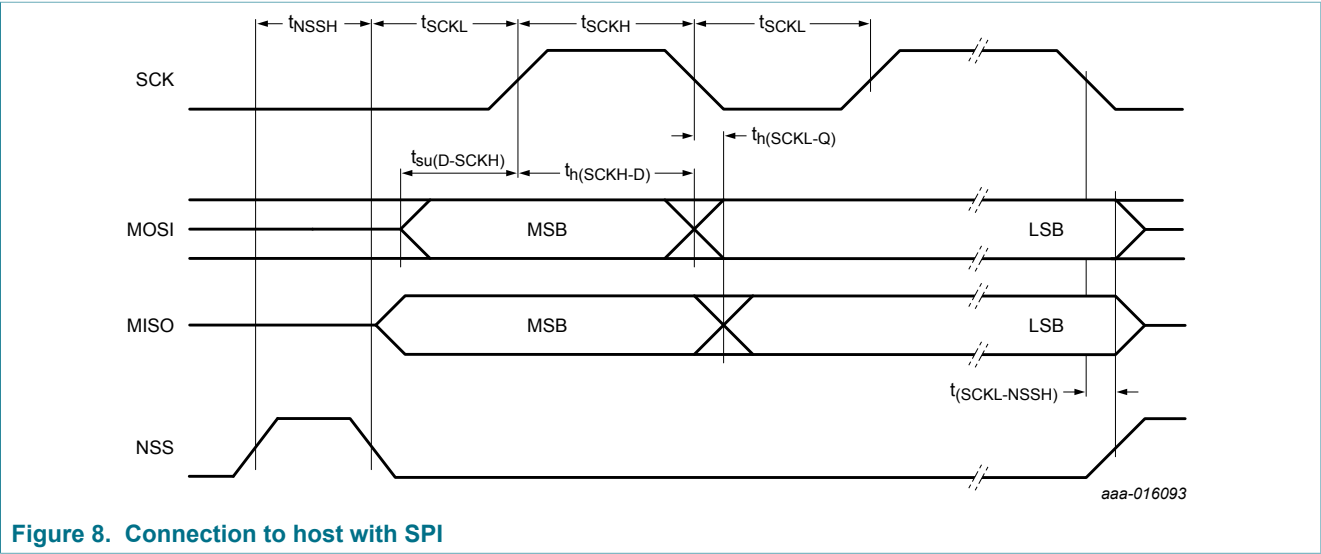 tNSSH
tSCKL
tSCKH
tSCKL
SCK
th(SCKL-Q)
tsu(D-SCKH)
th(SCKH-D)
MOSI
MSB
LSB
MISO
MSB
LSB
t(SCKL-NSSH)
NSS
aaa-016093
Figure 8. Connection to host with SPI